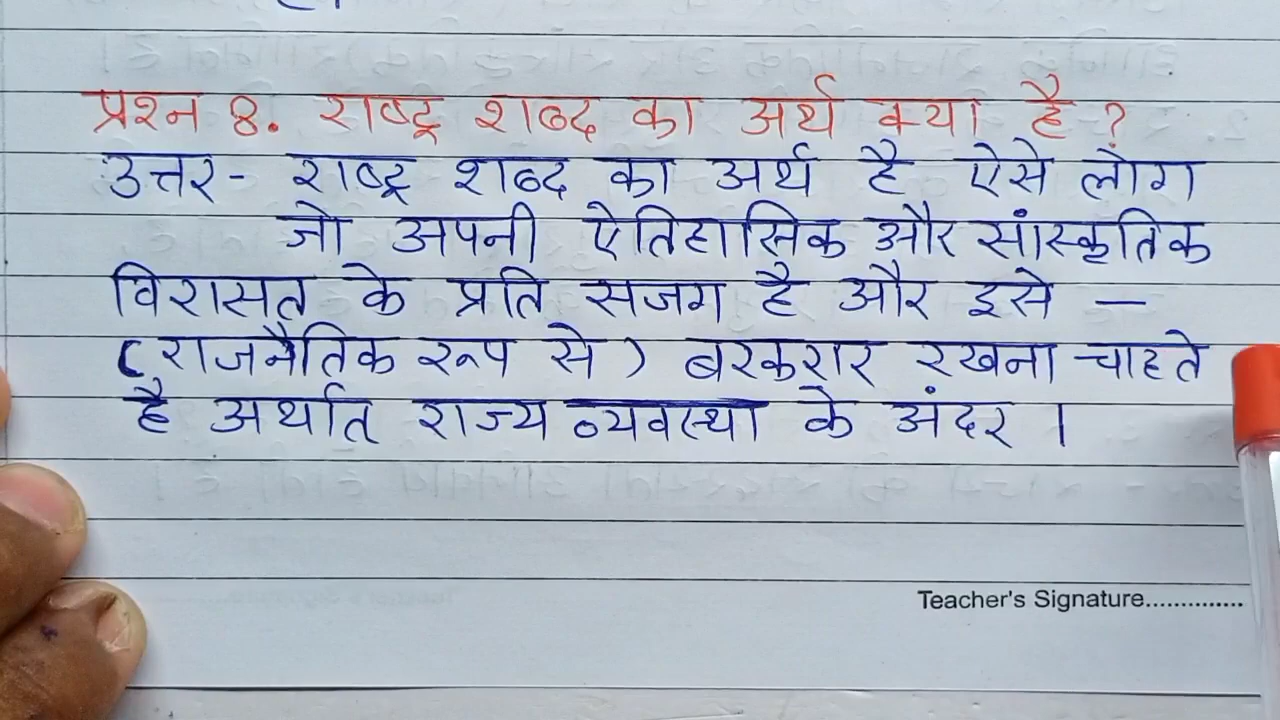 प्रश्न 8. राष्ट्र शब्द का अर्थ क्या है ?
उत्तर- राष्ट्र शब्द का अर्थ है ऐसे लोग
जो अपनी ऐतिहासिक और सांस्कृतिक
विरासत के प्रति सजग है और इसे –
(राजनैतिक रूप से) बरकरार रखना चाहते
है अर्थात राज्य व्यवस्था के अंदर ।
Teacher's Signature..............